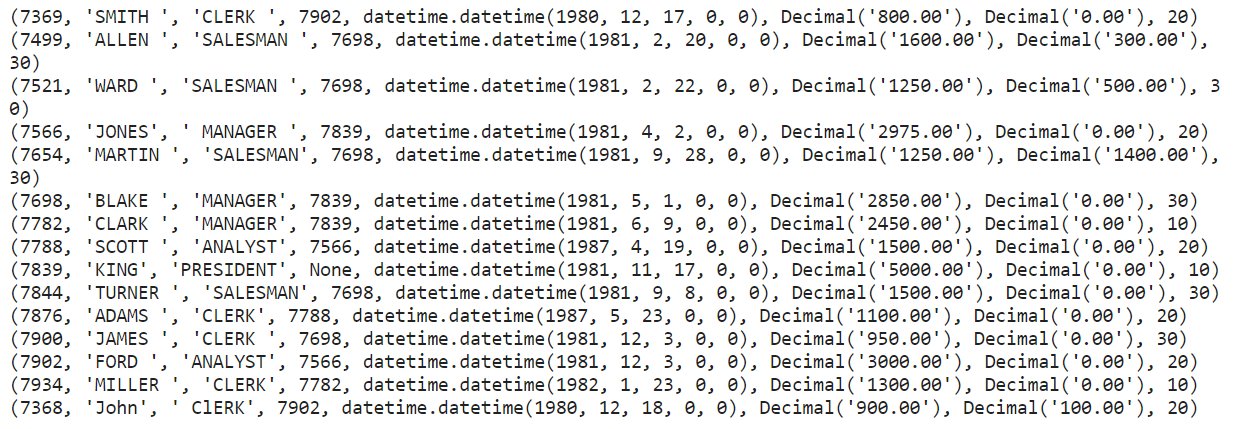 (7369, 'SMITH ', 'CLERK ', 7902, datetime.datetime(1980, 12, 17, 0, 0), Decimal('800.00'), Decimal('0.00'), 20)
(7499, 'ALLEN ', 'SALESMAN ', 7698, datetime.datetime(1981, 2, 20, 0, 0), Decimal('1600.00'), Decimal('300.00'),
30)
(7521, 'WARD ', 'SALESMAN ', 7698, datetime.datetime(1981, 2, 22, 0, 0), Decimal('1250.00'), Decimal('500.00'), 3
0)
(7566, 'JONES', ' MANAGER ', 7839, datetime.datetime(1981, 4, 2, 0, 0), Decimal('2975.00'), Decimal('0.00'), 20)
(7654, 'MARTIN ', 'SALESMAN', 7698, datetime.datetime(1981, 9, 28, 0, 0), Decimal('1250.00'), Decimal('1400.00'),
30)
(7698, 'BLAKE ', 'MANAGER', 7839, datetime.datetime(1981, 5, 1, 0, 0), Decimal('2850.00'), Decimal('0.00'), 30)
(7782, 'CLARK ', 'MANAGER', 7839, datetime.datetime(1981, 6, 9, 0, 0), Decimal('2450.00'), Decimal('0.00'), 10)
(7788, 'SCOTT ', 'ANALYST', 7566, datetime.datetime(1987, 4, 19, 0, 0), Decimal('1500.00'), Decimal('0.00'), 20)
(7839, 'KING', 'PRESIDENT', None, datetime.datetime(1981, 11, 17, 0, 0), Decimal('5000.00'), Decimal('0.00'), 10)
(7844, 'TURNER ', 'SALESMAN', 7698, datetime.datetime(1981, 9, 8, 0, 0), Decimal('1500.00'), Decimal('0.00'), 30)
(7876, 'ADAMS ', 'CLERK', 7788, datetime.datetime(1987, 5, 23, 0, 0), Decimal('1100.00'), Decimal('0.00'), 20)
(7900, 'JAMES ', 'CLERK ', 7698, datetime.datetime(1981, 12, 3, 0, 0), Decimal('950.00'), Decimal('0.00'), 30)
(7902, 'FORD ', 'ANALYST', 7566, datetime.datetime(1981, 12, 3, 0, 0), Decimal('3000.00'), Decimal('0.00'), 20)
(7934, 'MILLER ', 'CLERK', 7782, datetime.datetime(1982, 1, 23, 0, 0), Decimal('1300.00'), Decimal('0.00'), 10)
(7368, 'John', ' ClERK', 7902, datetime.datetime(1980, 12, 18, 0, 0), Decimal('900.00'), Decimal('100.00'), 20)